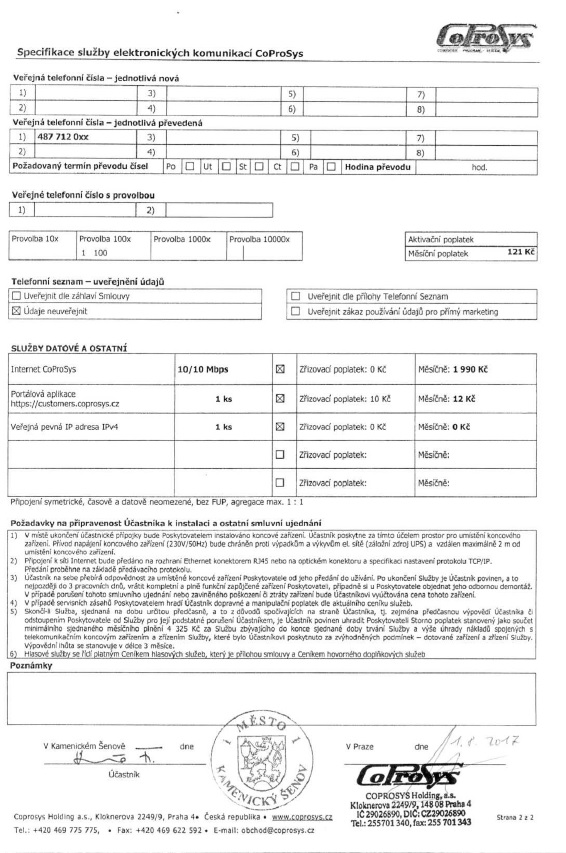 CoProSys
Specifikace služby elektronických komunikací CoProSys
Veřejná telefonní čísla – jednotlivá nová
1) 3) 5) 7)
2) 4) 6) 8)
Veřejná telefonní čísla – jednotlivá převedená
1) 487 712 0xx 3) 5) 7)
2) 4) 6) 8)
Požadovaný termín převodu čísel Po ☐ Ut ☐ St ☐ Ct ☐ Pa ☐ Hodina převodu hod.
Veřejné telefonní číslo s provolbou
1) 2)
Provolba 10x Provolba 100x Provolba 1000x Provolba 10000x Aktivační poplatek
1 100 Měsíční poplatek 121 Kč
Telefonní seznam – uveřejnění údajů
☐ Uveřejnit dle záhlaví Smlouvy ☐ Uveřejnit dle přílohy Telefonní Seznam
☒ Údaje neuveřejnit ☐ Uveřejnit zákaz používání údajů pro přímý marketing
SLUŽBY DATOVÉ A OSTATNÍ
Internet CoProSys 10/10 Mbps ☒ Zřizovací poplatek: 0 Kč Měsíčně: 1 990 Kč
Portálová aplikace
https://customers.coprosys.cz 1 ks ☒ Zřizovací poplatek: 10 Kč Měsíčně: 12 Kč
Veřejná pevná IP adresa IPv4 1 ks ☒ Zřizovací poplatek: 0 Kč Měsíčně: 0 Kč
☐ Zřizovací poplatek: Měsíčně:
☐ Zřizovací poplatek: Měsíčně:
Připojení symetrické, časově a datově neomezené, bez FUP, agregace max. 1 : 1
Požadavky na připravenost Účastníka k instalaci a ostatní smluvní ujednání
1) V místě ukončení účastnické přípojky bude Poskytovatelem instalováno koncové zařízení. Účastník poskytne za tímto účelem prostor pro umístění koncového
zařízení. Přívod napájení koncového zařízení (230V/50Hz) bude chráněn proti výpadkům a výkyvům el. sítě (záložní zdroj UPS) a vzdálen maximálně 2 m od
umístění koncového zařízení.
2) Připojení k síti Internet bude předáno na rozhraní Ethernet konektorem RJ45 nebo na optickém konektoru a specifikací nastavení protokolu TCP/IP.
Předání proběhne na základě předávacího protokolu.
3) Účastník na sebe přebírá odpovědnost za umístěné koncové zařízení Poskytovatele od jeho předání do užívání. Po ukončení Služby je Účastník povinen, a to
nejpozději do 3 pracovních dnů, vrátit kompletní a plně funkční zapůjčené zařízení Poskytovateli, případně si u Poskytovatele objednat jeho odbornou demontáž.
V případě porušení tohoto smluvního ujednání nebo zaviněného poškození či ztráty zařízení bude Účastníkovi vyúčtována cena tohoto zařízení.
4) V případě servisních zásahů Poskytovatelem hradí Účastník dopravné a manipulační poplatky dle aktuálního ceníku služeb.
5) Skončí-li Služba, sjednaná na dobu určitou předčasně, a to z důvodů spočívajících na straně Účastníka, tj. zejména předčasnou výpovědí Účastníka či
odstoupením Poskytovatele od Služby pro její podstatné porušení Účastníkem, je Účastník povinen uhradit Poskytovateli Storno poplatek stanovený jako součet
minimálního sjednaného měsíčního plnění 4 325 Kč za Službu zbývajícího do konce sjednané doby trvání Služby a výše úhrady nákladů spojených s
telekomunikačním koncovým zařízením a zřízením Služby, které bylo Účastníkovi poskytnuto za zvýhodněných podmínek – dotované zařízení a zřízení Služby.
Výpovědní lhůta se stanovuje v délce 3 měsíce.
6) Hlasové služby se řídí platným Ceníkem hlasových služeb, který je přílohou smlouvy a Ceníkem hovorného doplňkových služeb
Poznámky
MĚSTO KAMENICKÝ ŠENOV
V Kamenickém Šenově dne V Praze dne 1.8.2017
Účastník
CoProSys
COPROSYS Holding, a.s.
Kloknerova 2249/9, 148 08 Praha 4
IČ 29026890, DIČ: CZ29026890
Tel.: 255701 340, fax: 255 701 343
Coprosys Holding a.s., Kloknerova 2249/9, Praha 4• Česká republika • www.coprosys.cz Strana 2 z 2
Tel.: +420 469 775 775, • Fax: +420 469 622 592 • E-mail: obchod@coprosys.cz